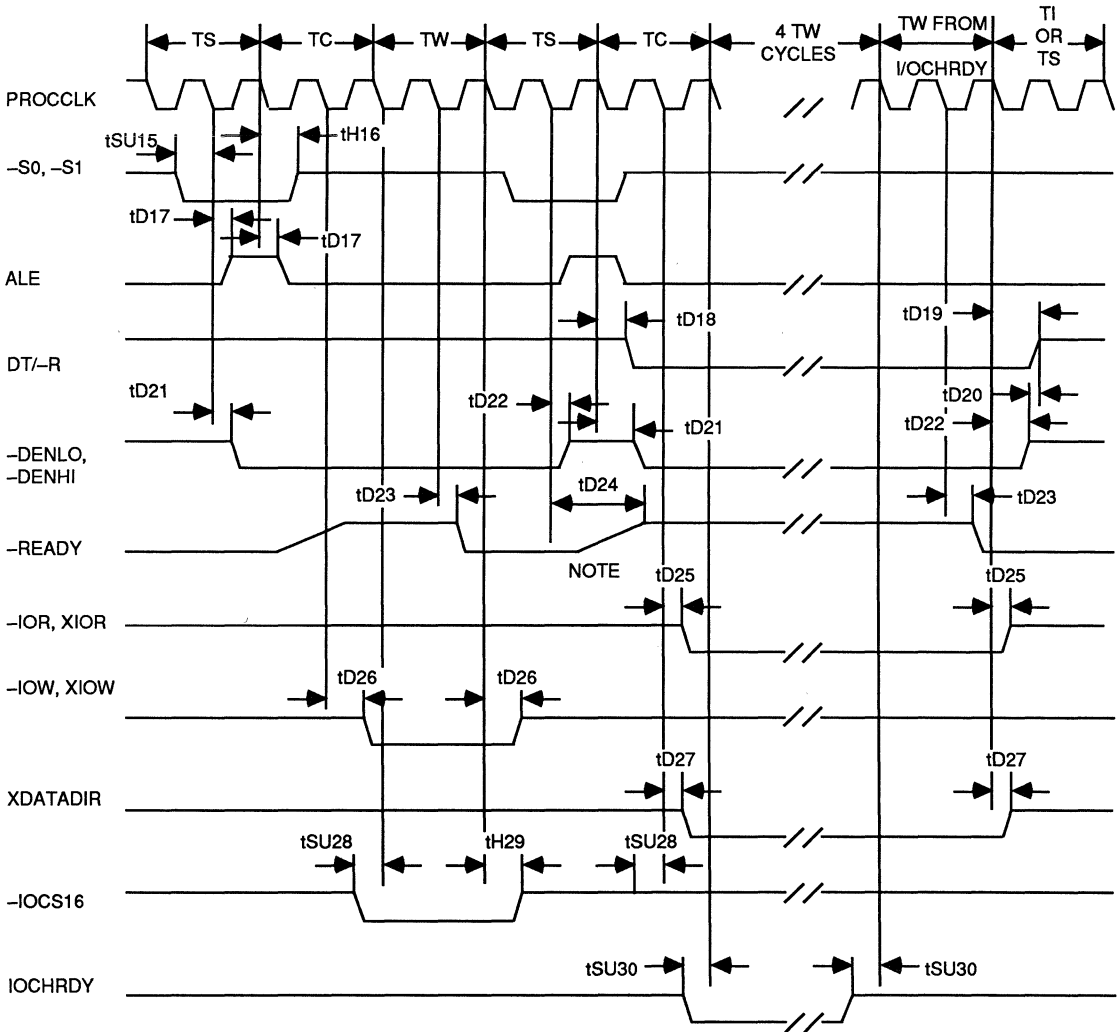 TS TC TW TS TC 4 TW CYCLES TW FROM I/OCHRDY TI OR TS
PROCCLK
tSU15 tH16
–S0, –S1
tD17
tD17
ALE
tD18 tD19
DT/–R
tD21 tD22 tD20
tD21 tD22
–DENLO,
–DENHI
tD23 tD24 tD23
–READY
NOTE
tD25 tD25
–IOR, XIOR
tD26 tD26
–IOW, XIOW
tD27 tD27
XDATADIR
tSU28 tH29 tSU28
–IOCS16
tSU30 tSU30
IOCHRDY